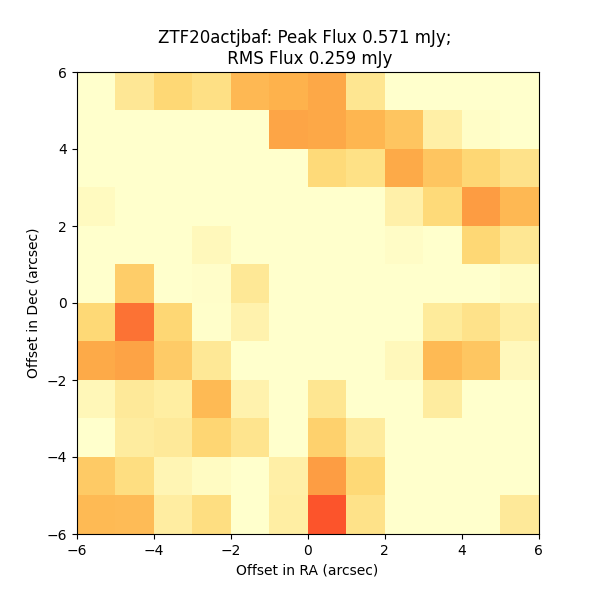 ZTF20actjbaf: Peak Flux 0.571 mJy;
RMS Flux 0.259 mJy
6
4
2
0
−2
−4
−6
Offset in Dec (arcsec)
−6 −4 −2 0 2 4 6
Offset in RA (arcsec)